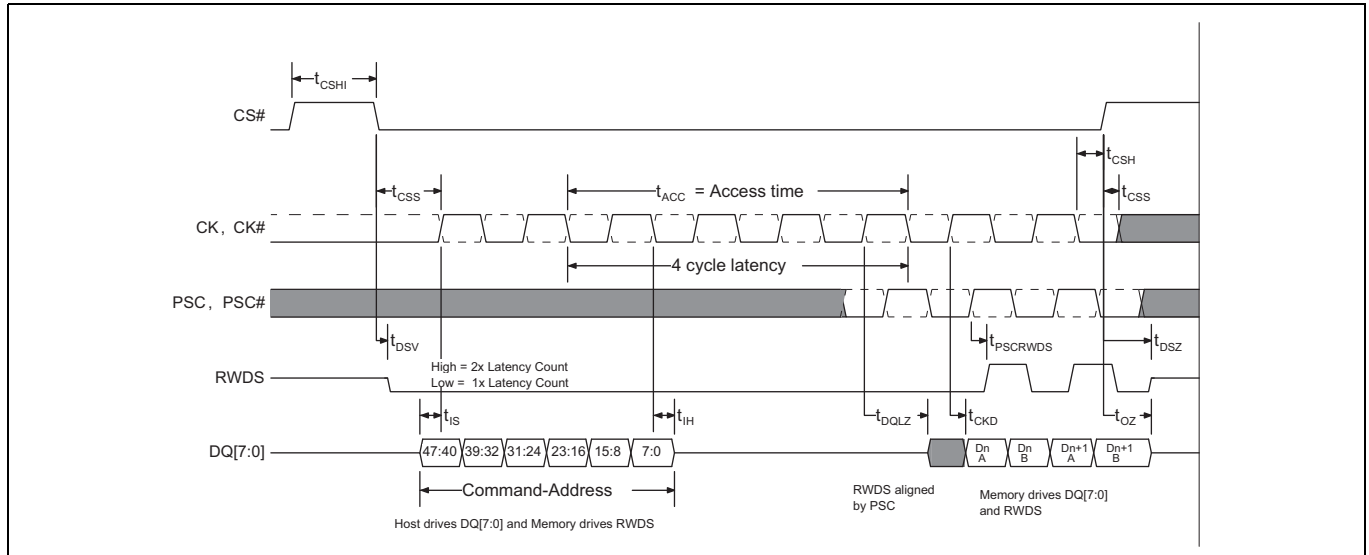 tCSHI
CS#
tCSH
tCSS
tACC = Access time
tCSS
CK, CK#
4 cycle latency
PSC, PSC#
tDSV
tPSCRWDS
tDSZ
RWDS
High = 2x Latency Count
Low = 1x Latency Count
tIS
tIH
tDQLZ
tCKD
tOZ
DQ[7:0]
47:40 39:32 31:24 23:16 15:8 7:0
Dn A
Dn B
Dn+1 A
Dn+1 B
Command-Address
RWDS aligned
by PSC
Memory drives DQ[7:0]
and RWDS
Host drives DQ[7:0] and Memory drives RWDS